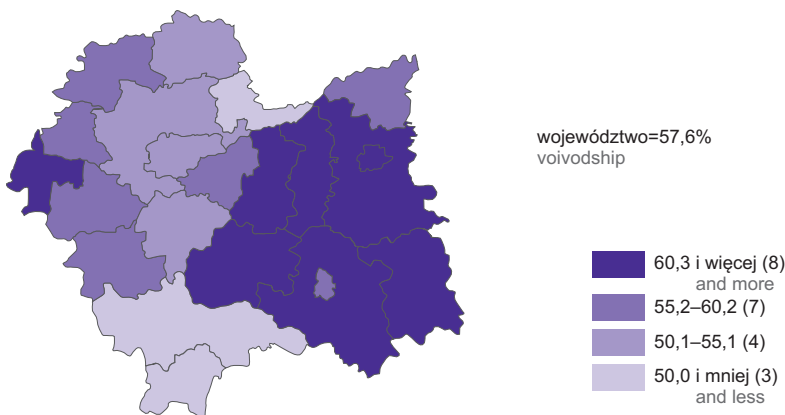 województwo=57,6%
voivodship
60,3 i więcej (8)
and more
55,2–60,2 (7)
50,1–55,1 (4)
50,0 i mniej (3)
and less